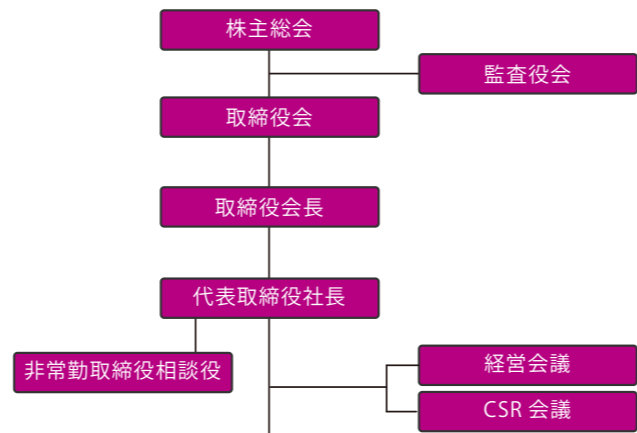 株主総会
監査役会
取締役会
取締役会長
代表取締役社長
非常勤取締役相談役
経営会議
CSR 会議